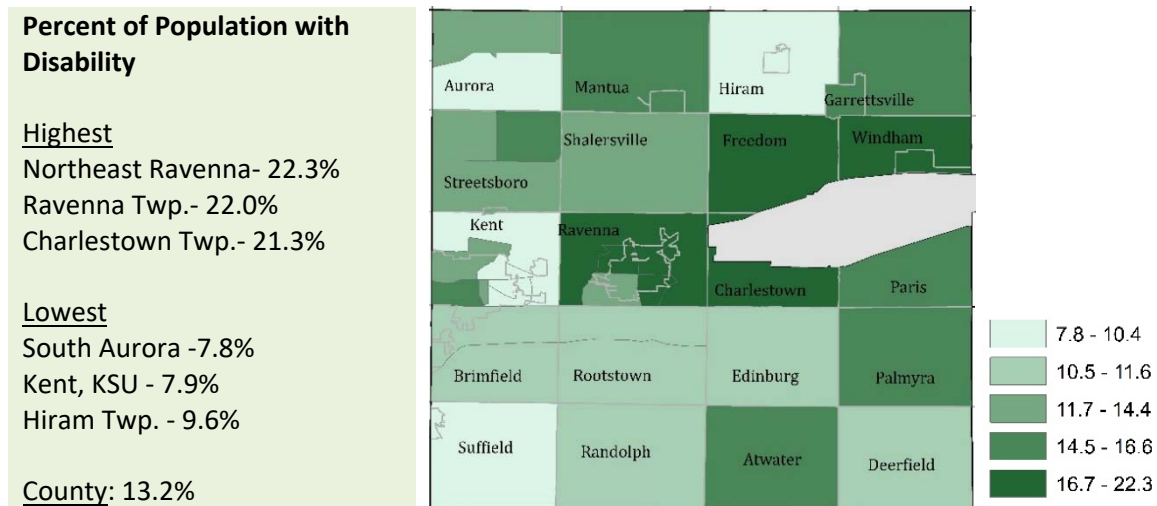 Percent of Population with
Disability
Highest
Northeast Ravenna- 22.3%
Ravenna Twp.- 22.0%
Charlestown Twp.- 21.3%
Lowest
South Aurora -7.8%
Kent, KSU - 7.9%
Hiram Twp. - 9.6%
County: 13.2%
Aurora
Mantua
Hiram
Garrettsville
Shalersville
Freedom
Windham
Streetsboro
Kent
Ravenna
Charlestown
Paris
Brimfield
Rootstown
Edinburg
Palmyra
Suffield
Randolph
Atwater
Deerfield
7.8 - 10.4
10.5 - 11.6
11.7 - 14.4
14.5 - 16.6
16.7 - 22.3